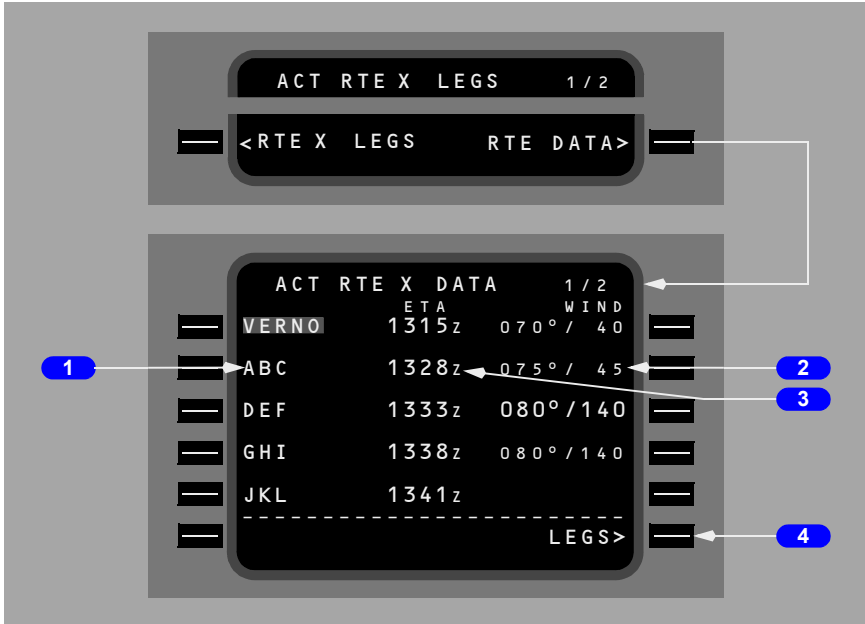 ACT RTE X LEGS 1/2
<RTE X LEGS RTE DATA>
ACT RTE X DATA 1/2
ETA WIND
VERNO 1315z 070°/ 40
1 ABC 1328z 075°/ 45 2
3
DEF 1333z 080°/140
GHI 1338z 080°/140
JKL 1341z
------------------------
LEGS> 4